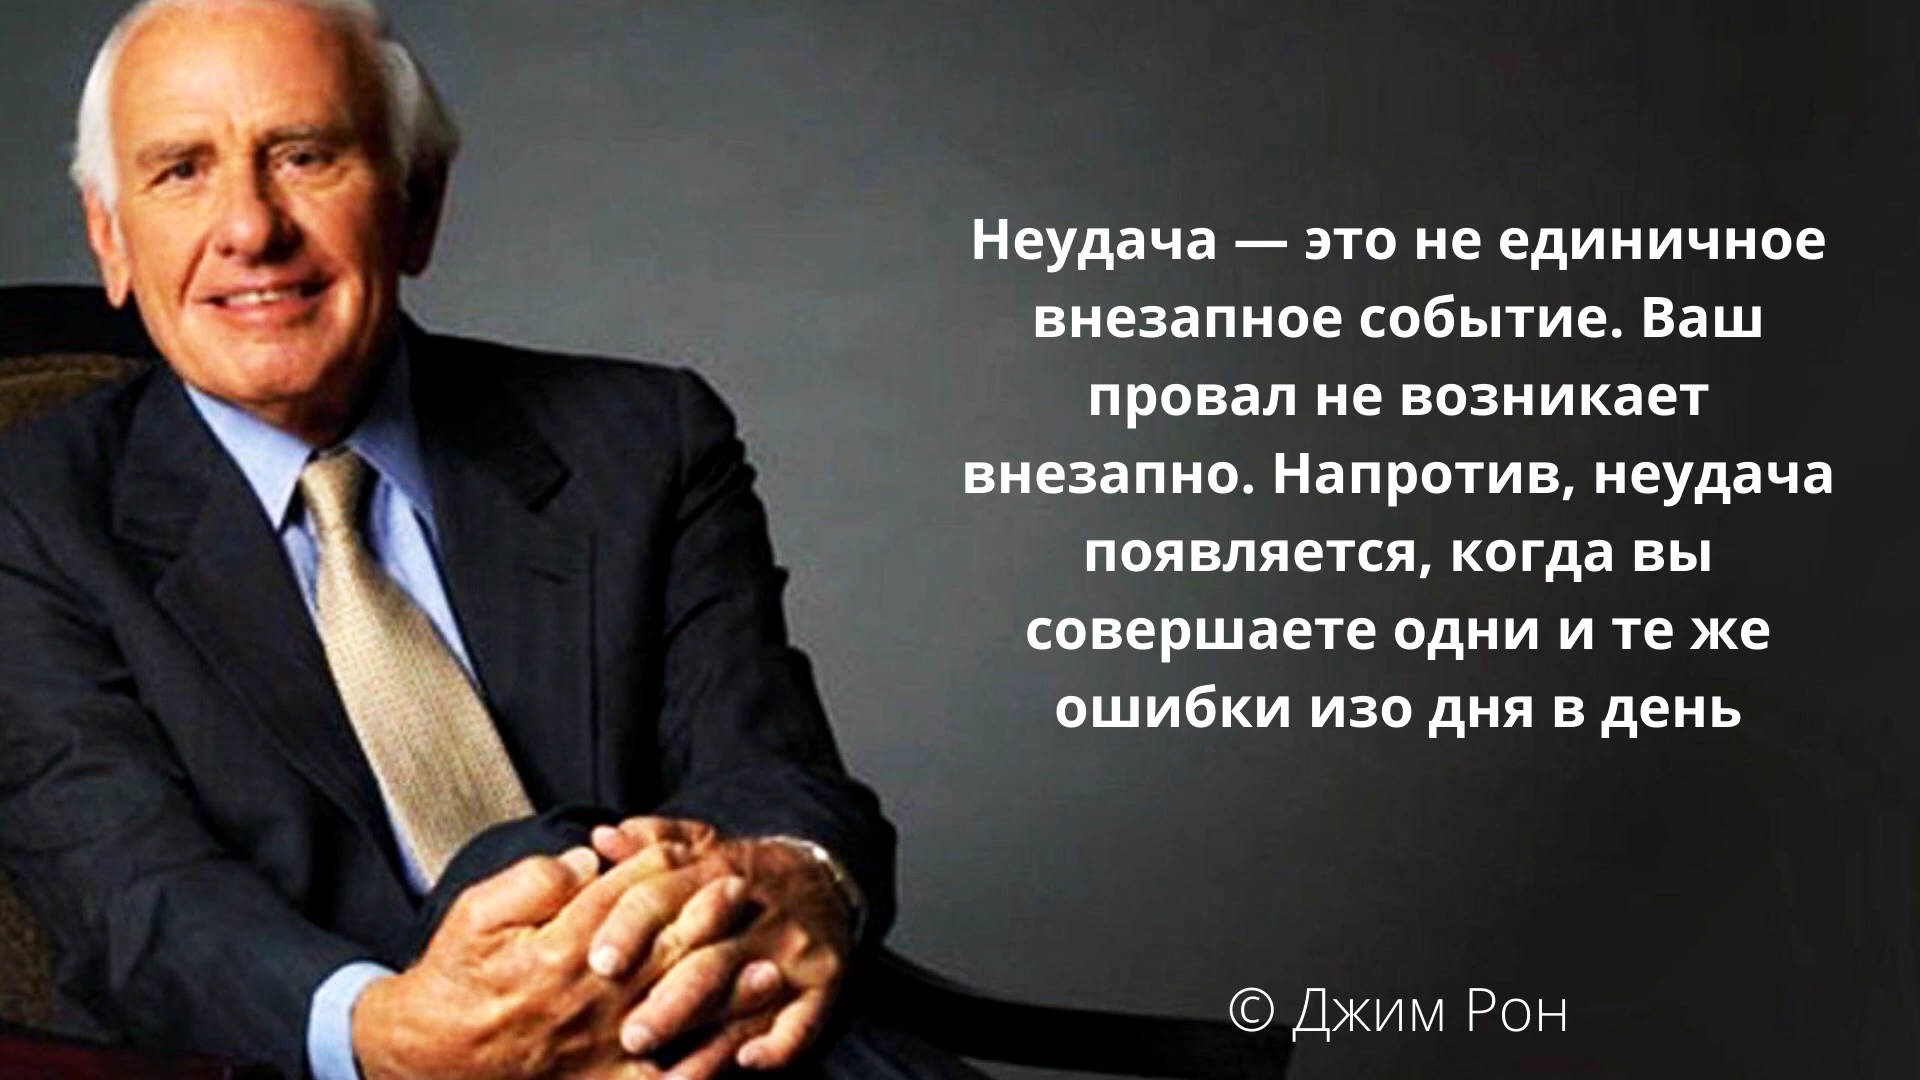 Неудача — это не единичное
внезапное событие. Ваш
провал не возникает
внезапно. Напротив, неудача
появляется, когда вы
совершаете одни и те же
ошибки изо дня в день
© Джим Рон